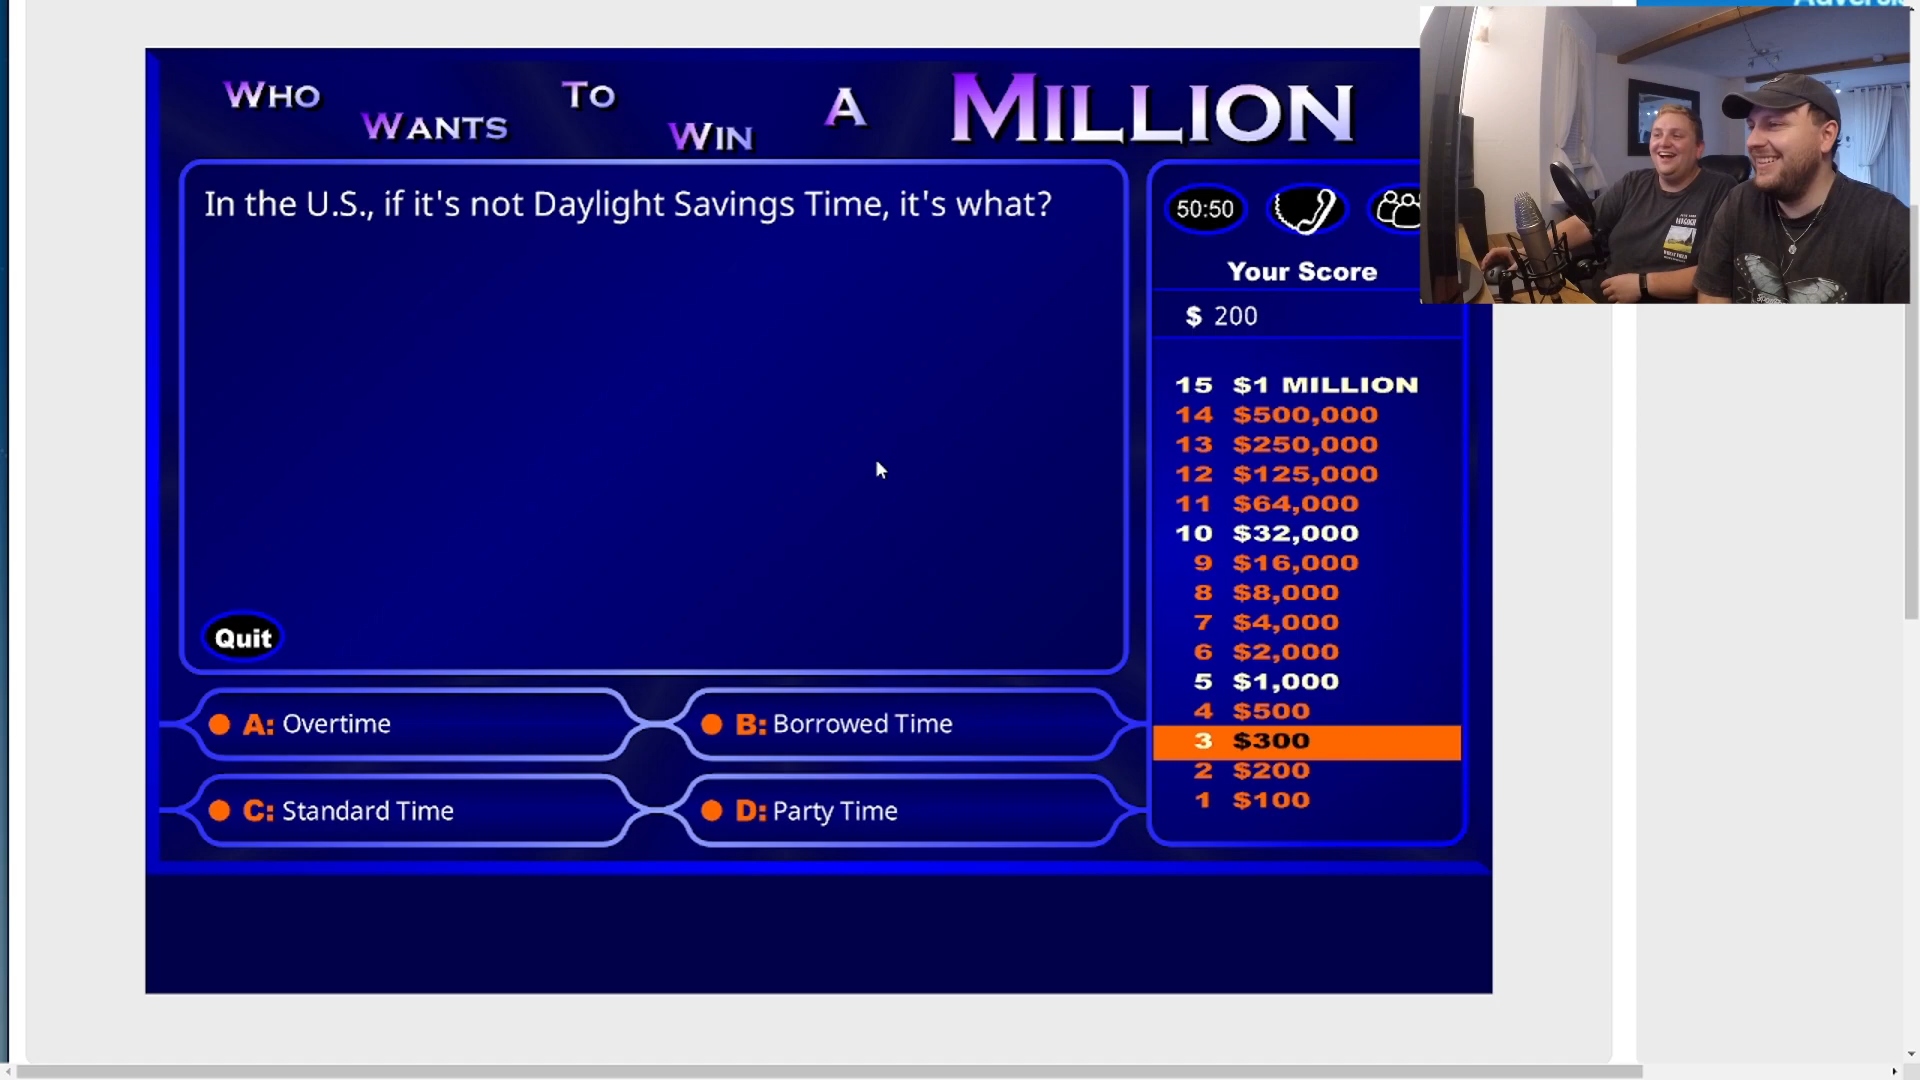 Who Wants To Win A Million
In the U.S., if it's not Daylight Savings Time, it's what?
Quit
A: Overtime
B: Borrowed Time
C: Standard Time
D: Party Time
50:50
Your Score
$ 200
15 $1 MILLION
14 $500,000
13 $250,000
12 $125,000
11 $64,000
10 $32,000
9 $16,000
8 $8,000
7 $4,000
6 $2,000
5 $1,000
4 $500
3 $300
2 $200
1 $100